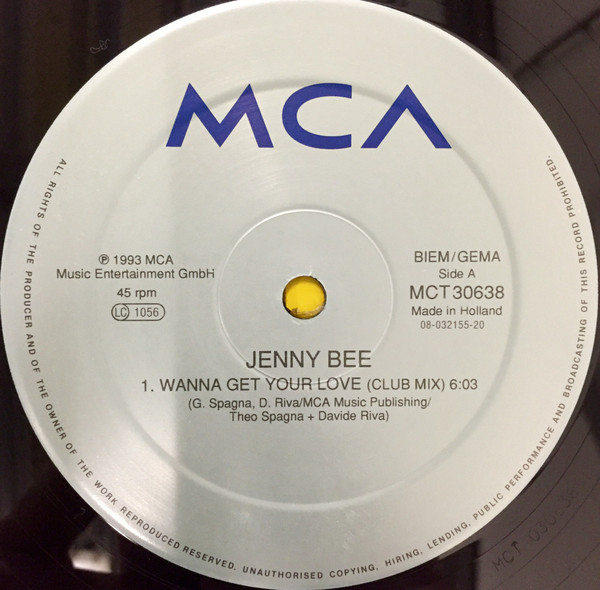 MCA
℗ 1993 MCA
Music Entertainment GmbH
45 rpm
LC 1056
BIEM/GEMA
Side A
MCT 30638
Made in Holland
08-032155-20
JENNY BEE
1. WANNA GET YOUR LOVE (CLUB MIX) 6:03
(G. Spagna, D. Riva/MCA Music Publishing/
Theo Spagna + Davide Riva)
ALL RIGHTS OF THE PRODUCER AND OF THE OWNER OF THE WORK REPRODUCED RESERVED. UNAUTHORISED COPYING, HIRING, LENDING, PUBLIC PERFORMANCE AND BROADCASTING OF THIS RECORD PROHIBITED.
MCT